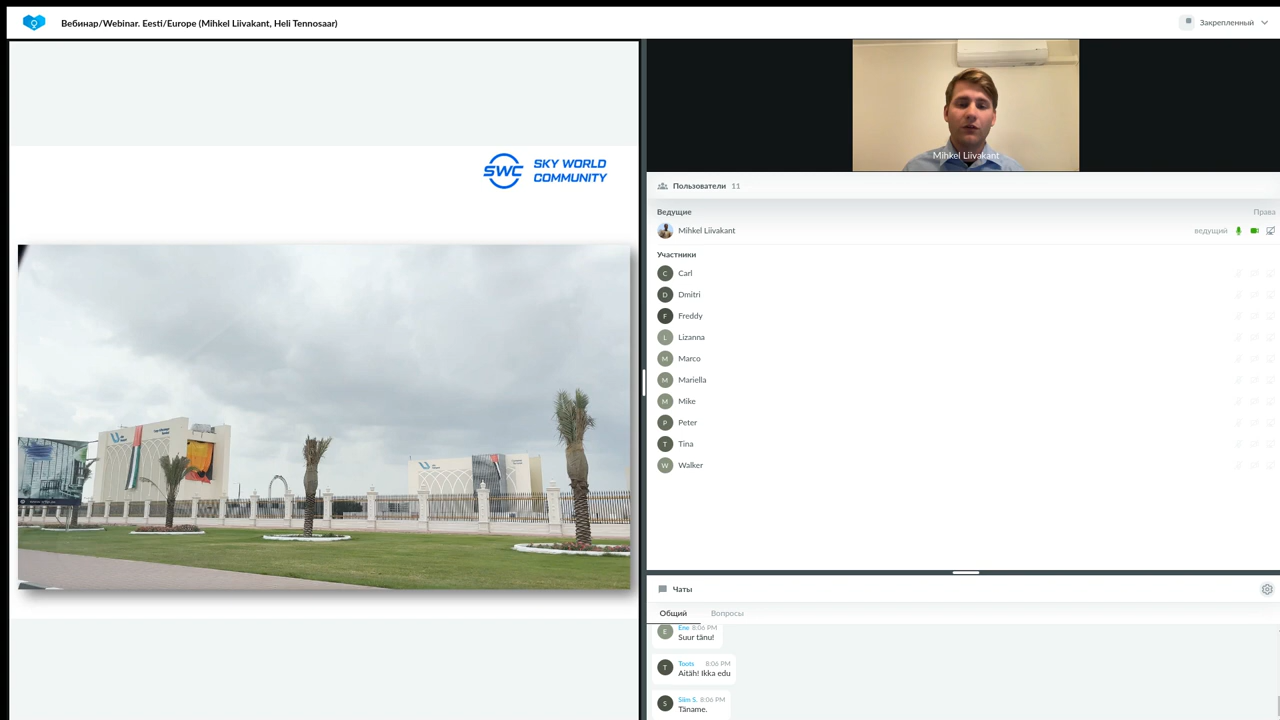 Вебинар/Webinar. Eesti/Europe (Mihkel Liivakant, Heli Tennosaar)
Закрепленный
SWC SKY WORLD
COMMUNITY
Mihkel Liivakant
Пользователи 11
Ведущие Права
Mihkel Liivakant ведущий
Участники
C Carl
D Dmitri
F Freddy
L Lizanna
M Marco
M Mariella
M Mike
P Peter
T Tina
W Walker
Чаты
Общий Вопросы
E Ene 8:06 PM
Suur tänu!
T Toots 8:06 PM
Aitäh! Ikka edu
S Siim S. 8:06 PM
Täname.